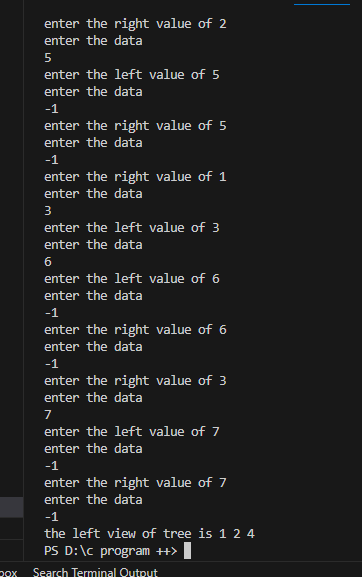 enter the right value of 2
enter the data
5
enter the left value of 5
enter the data
-1
enter the right value of 5
enter the data
-1
enter the right value of 1
enter the data
3
enter the left value of 3
enter the data
6
enter the left value of 6
enter the data
-1
enter the right value of 6
enter the data
-1
enter the right value of 3
enter the data
7
enter the left value of 7
enter the data
-1
enter the right value of 7
enter the data
-1
the left view of tree is 1 2 4
PS D:\c program ++>
box Search Terminal Output